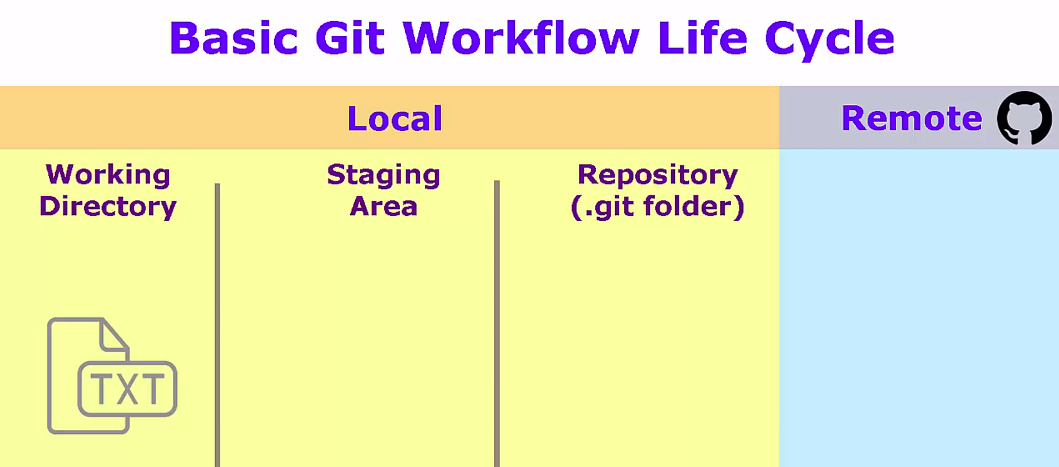 Basic Git Workflow Life Cycle
Local
Remote
Working
Directory
Staging
Area
Repository
(.git folder)
TXT